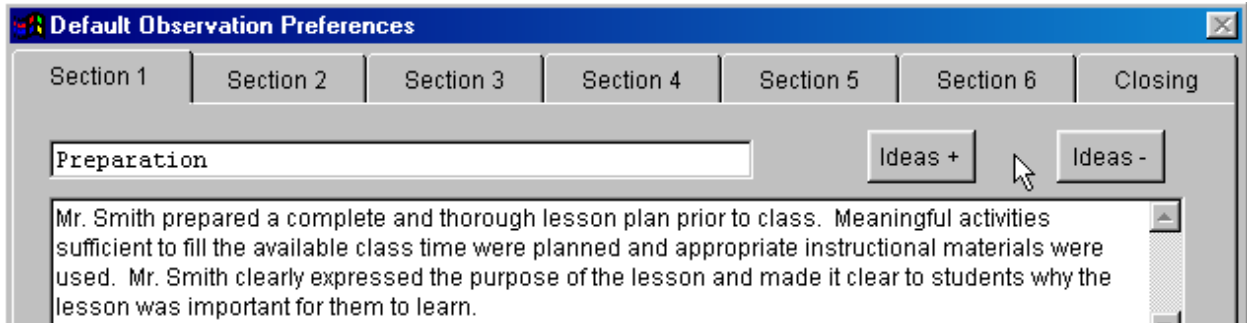 Default Observation Preferences
Section 1 Section 2 Section 3 Section 4 Section 5 Section 6 Closing
Preparation Ideas + Ideas -
Mr. Smith prepared a complete and thorough lesson plan prior to class.  Meaningful activities
sufficient to fill the available class time were planned and appropriate instructional materials were
used.  Mr. Smith clearly expressed the purpose of the lesson and made it clear to students why the
lesson was important for them to learn.